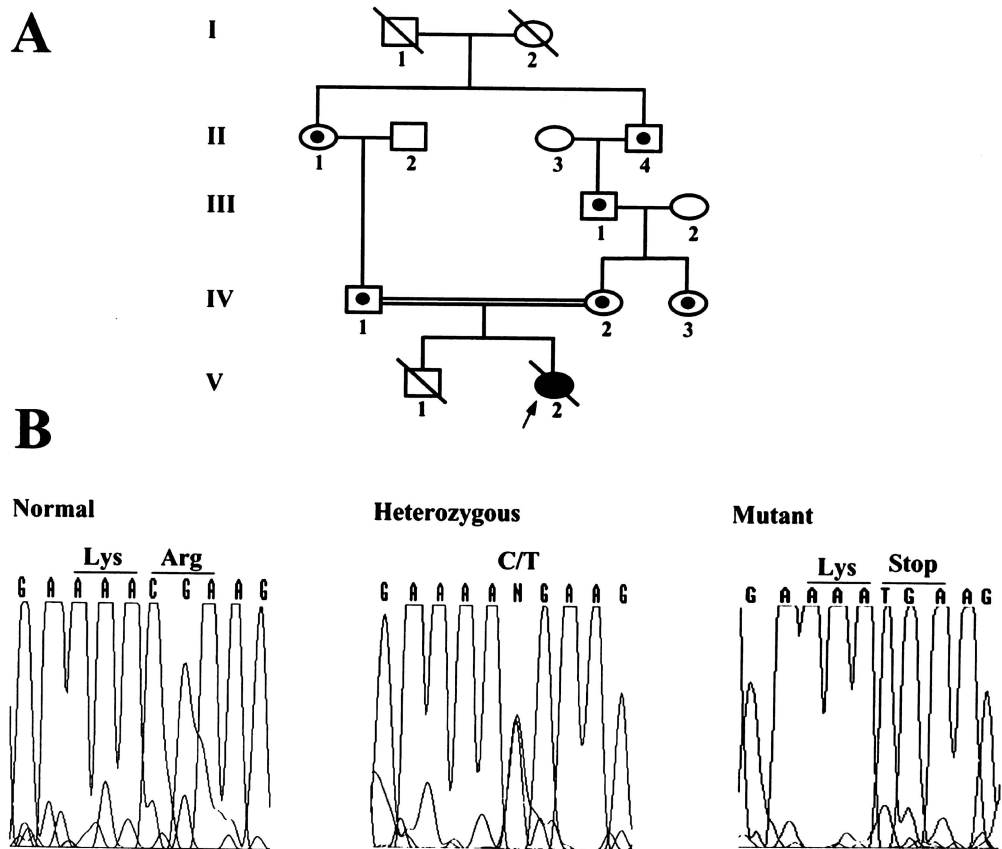 A
I
1 2
II
1 2 3 4
III
1 2
IV
1 2 3
V
1 2
B
Normal Heterozygous Mutant
Lys Arg C/T Lys Stop
G A A A A C G A A G G A A A A N G A A G G A A A A T G A A G